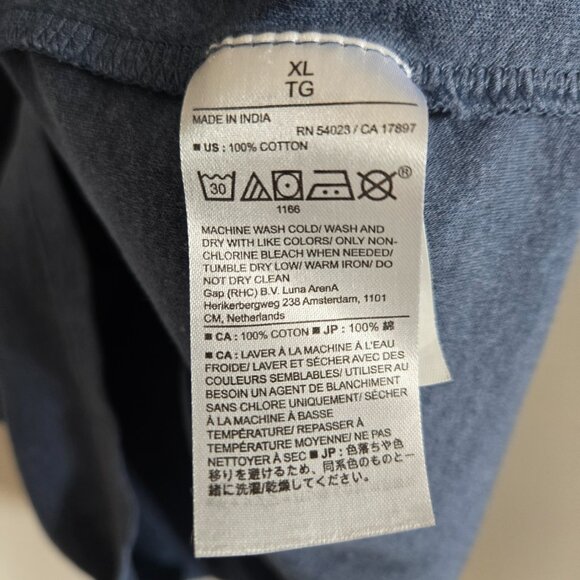 XL
TG
MADE IN INDIA
RN 54023 / CA 17897
■ US : 100% COTTON
30
®
1166
MACHINE WASH COLD/ WASH AND
DRY WITH LIKE COLORS/ ONLY NON-
CHLORINE BLEACH WHEN NEEDED/
TUMBLE DRY LOW/ WARM IRON/ DO
NOT DRY CLEAN
Gap (RHC) B.V. Luna ArenA
Herikerbergweg 238 Amsterdam, 1101
CM, Netherlands
■ CA : 100% COTON ■ JP : 100% 綿
■ CA : LAVER À LA MACHINE À L'EAU
FROIDE/ LAVER ET SÉCHER AVEC DES
COULEURS SEMBLABLES/ UTILISER AU
BESOIN UN AGENT DE BLANCHIMENT
SANS CHLORE UNIQUEMENT/ SÉCHER
À LA MACHINE À BASSE
TEMPÉRATURE/ REPASSER À
TEMPÉRATURE MOYENNE/ NE PAS
NETTOYER À SEC ■ JP : 色落ちや色
移りを避けるため、同系色のものと一
緒に洗濯/乾燥してください。